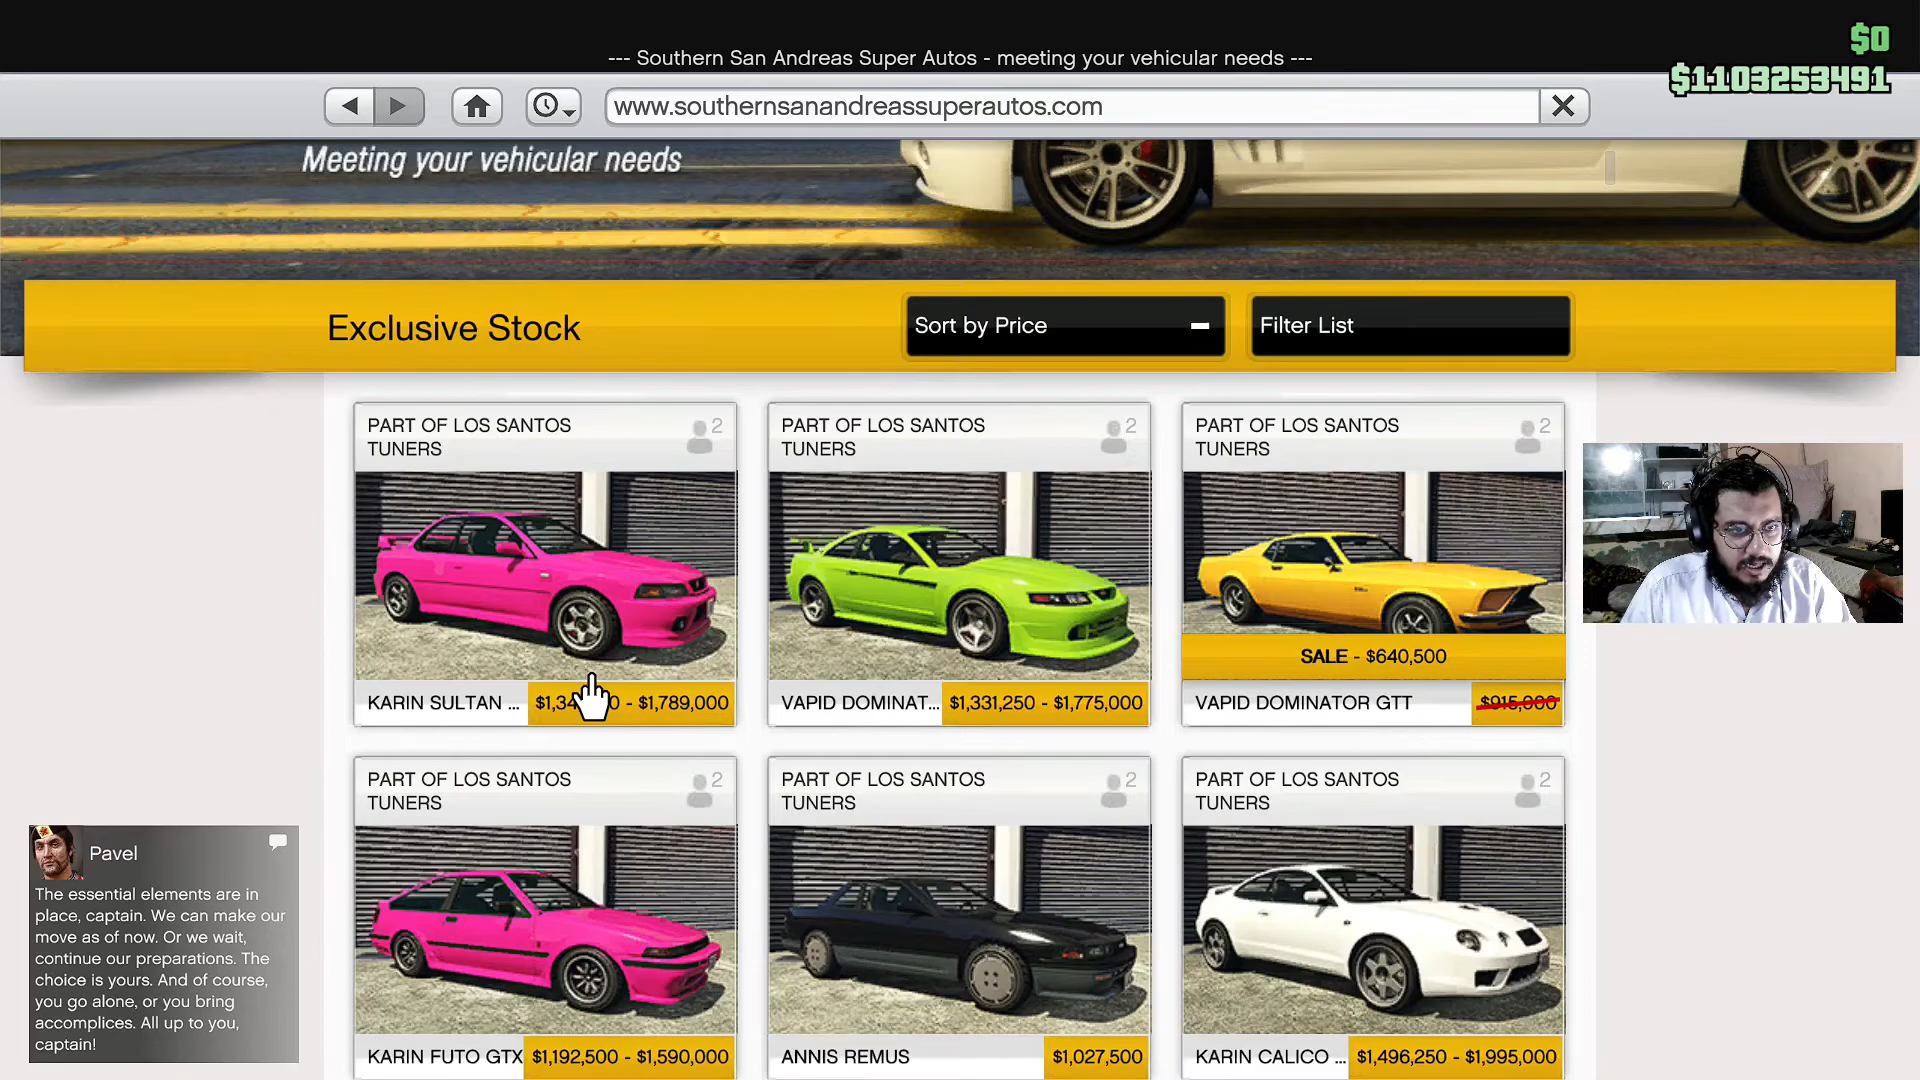 --- Southern San Andreas Super Autos - meeting your vehicular needs ---
$0
$1103253491
www.southernsanandreassuperautos.com
Meeting your vehicular needs
Exclusive Stock
Sort by Price
Filter List
PART OF LOS SANTOS
TUNERS
2
PART OF LOS SANTOS
TUNERS
2
PART OF LOS SANTOS
TUNERS
2
SALE - $640,500
KARIN SULTAN ...
- $1,789,000
VAPID DOMINAT...
$1,331,250 - $1,775,000
VAPID DOMINATOR GTT
$915,000
PART OF LOS SANTOS
TUNERS
2
PART OF LOS SANTOS
TUNERS
2
PART OF LOS SANTOS
TUNERS
2
KARIN FUTO GTX
$1,192,500 - $1,590,000
ANNIS REMUS
$1,027,500
KARIN CALICO ...
$1,496,250 - $1,995,000
Pavel
The essential elements are in
place, captain. We can make our
move as of now. Or we wait,
continue our preparations. The
choice is yours. And of course,
you go alone, or you bring
accomplices. All up to you,
captain!